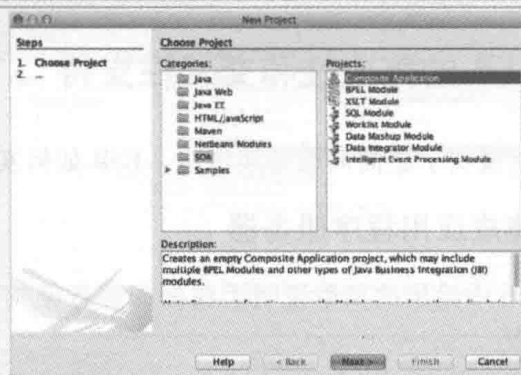 New Project
Steps
1. Choose Project
2. ...
Choose Project
Categories:
Java
Java Web
Java EE
HTML/JavaScript
Maven
NetBeans Modules
SOA
Samples
Projects:
Composite Application
BPEL Module
XSLT Module
SQL Module
Worklist Module
Data Mashup Module
Data Integrator Module
Intelligent Event Processing Module
Description:
Creates an empty Composite Application project, which may include
multiple BPEL Modules and other types of Java Business Integration (JBI)
modules.
Help
< Back
Next >
Finish
Cancel